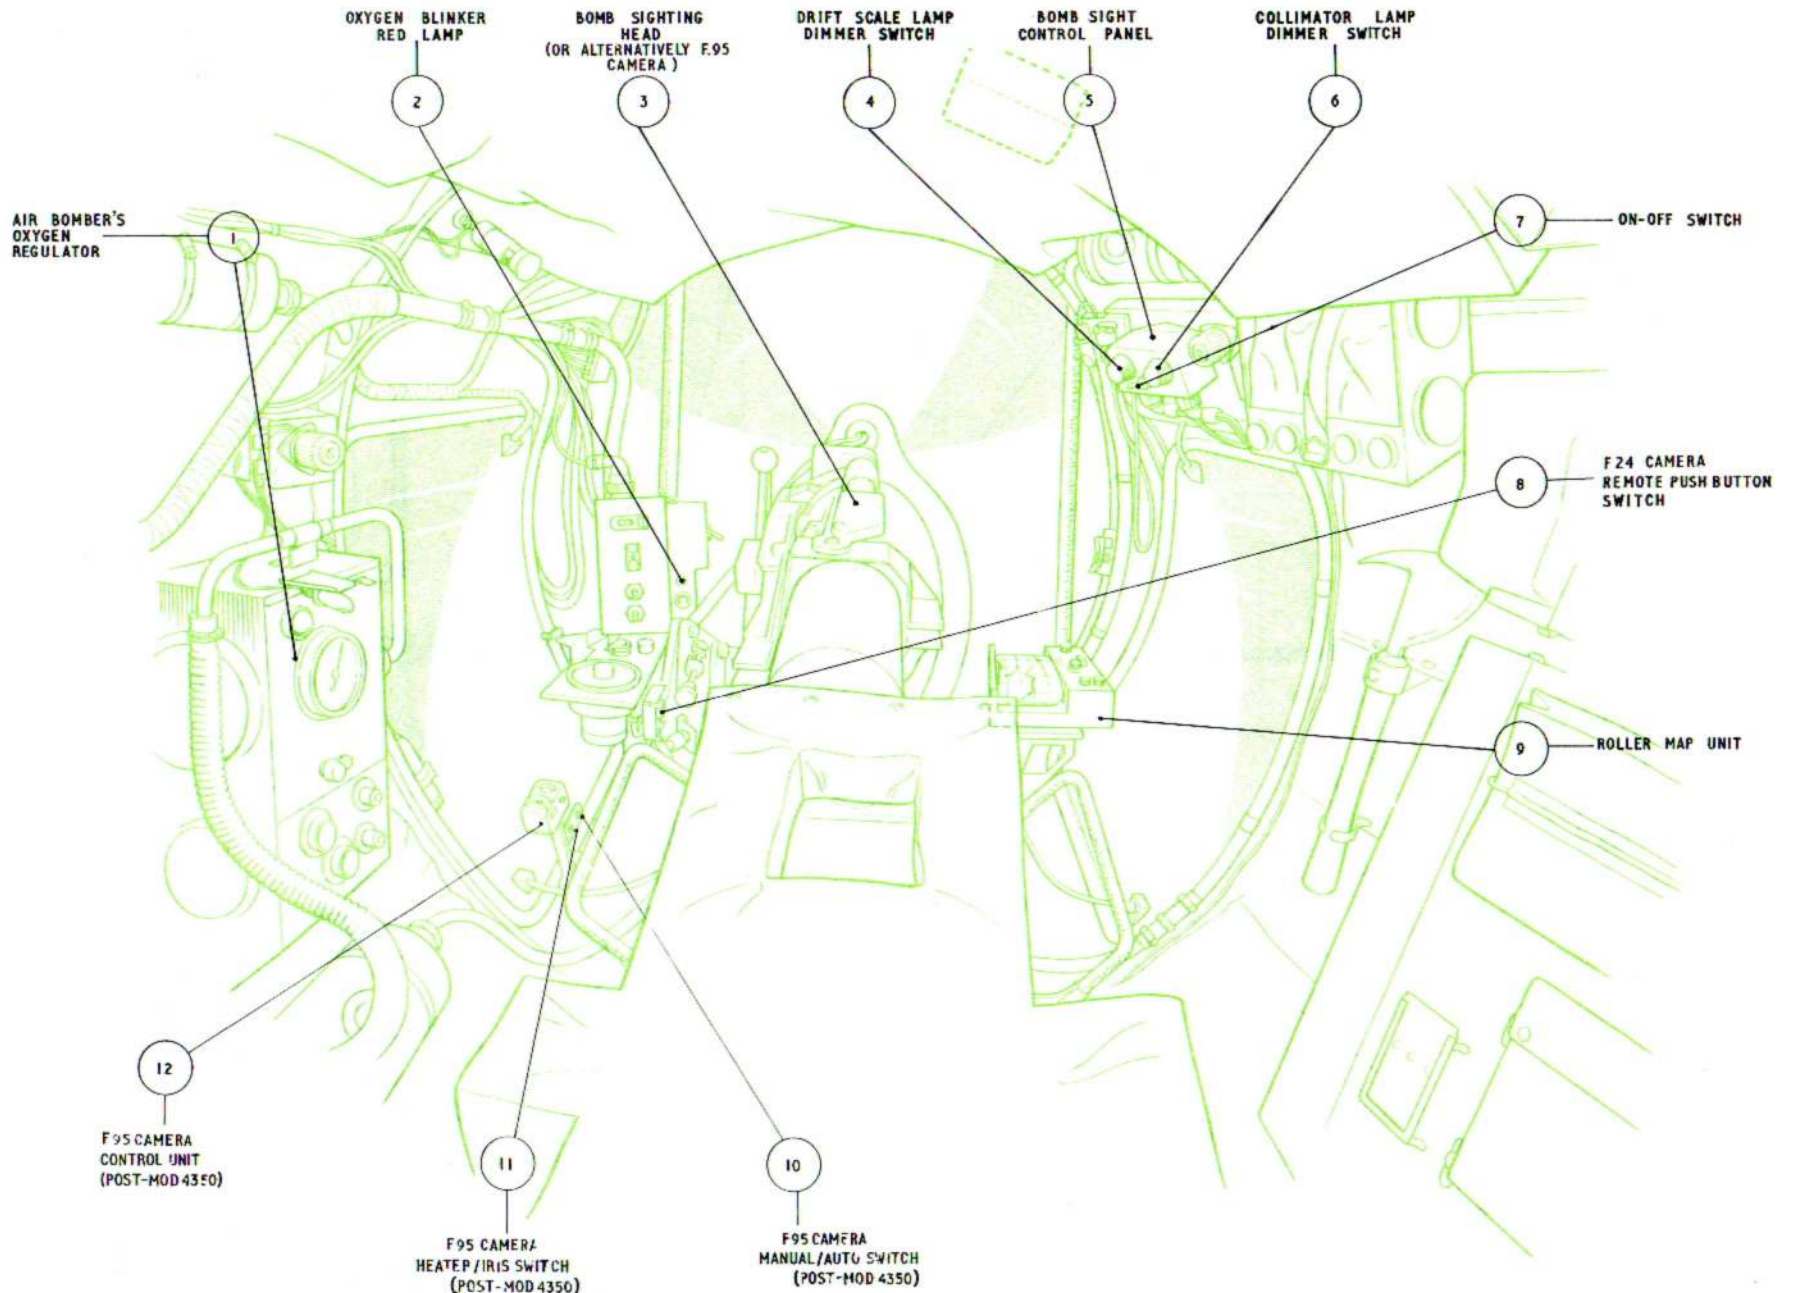 OXYGEN BLINKER
RED LAMP
2
BOMB SIGHTING
HEAD
(OR ALTERNATIVELY F.95
CAMERA)
3
DRIFT SCALE LAMP
DIMMER SWITCH
4
BOMB SIGHT
CONTROL PANEL
5
COLLIMATOR LAMP
DIMMER SWITCH
6
AIR BOMBER'S
OXYGEN
REGULATOR
1
7
ON-OFF SWITCH
8
F24 CAMERA
REMOTE PUSH BUTTON
SWITCH
9
ROLLER MAP UNIT
12
F95 CAMERA
CONTROL UNIT
(POST-MOD 4350)
11
F95 CAMERA
HEATER/IRIS SWITCH
(POST-MOD 4350)
10
F95 CAMERA
MANUAL/AUTO SWITCH
(POST-MOD 4350)